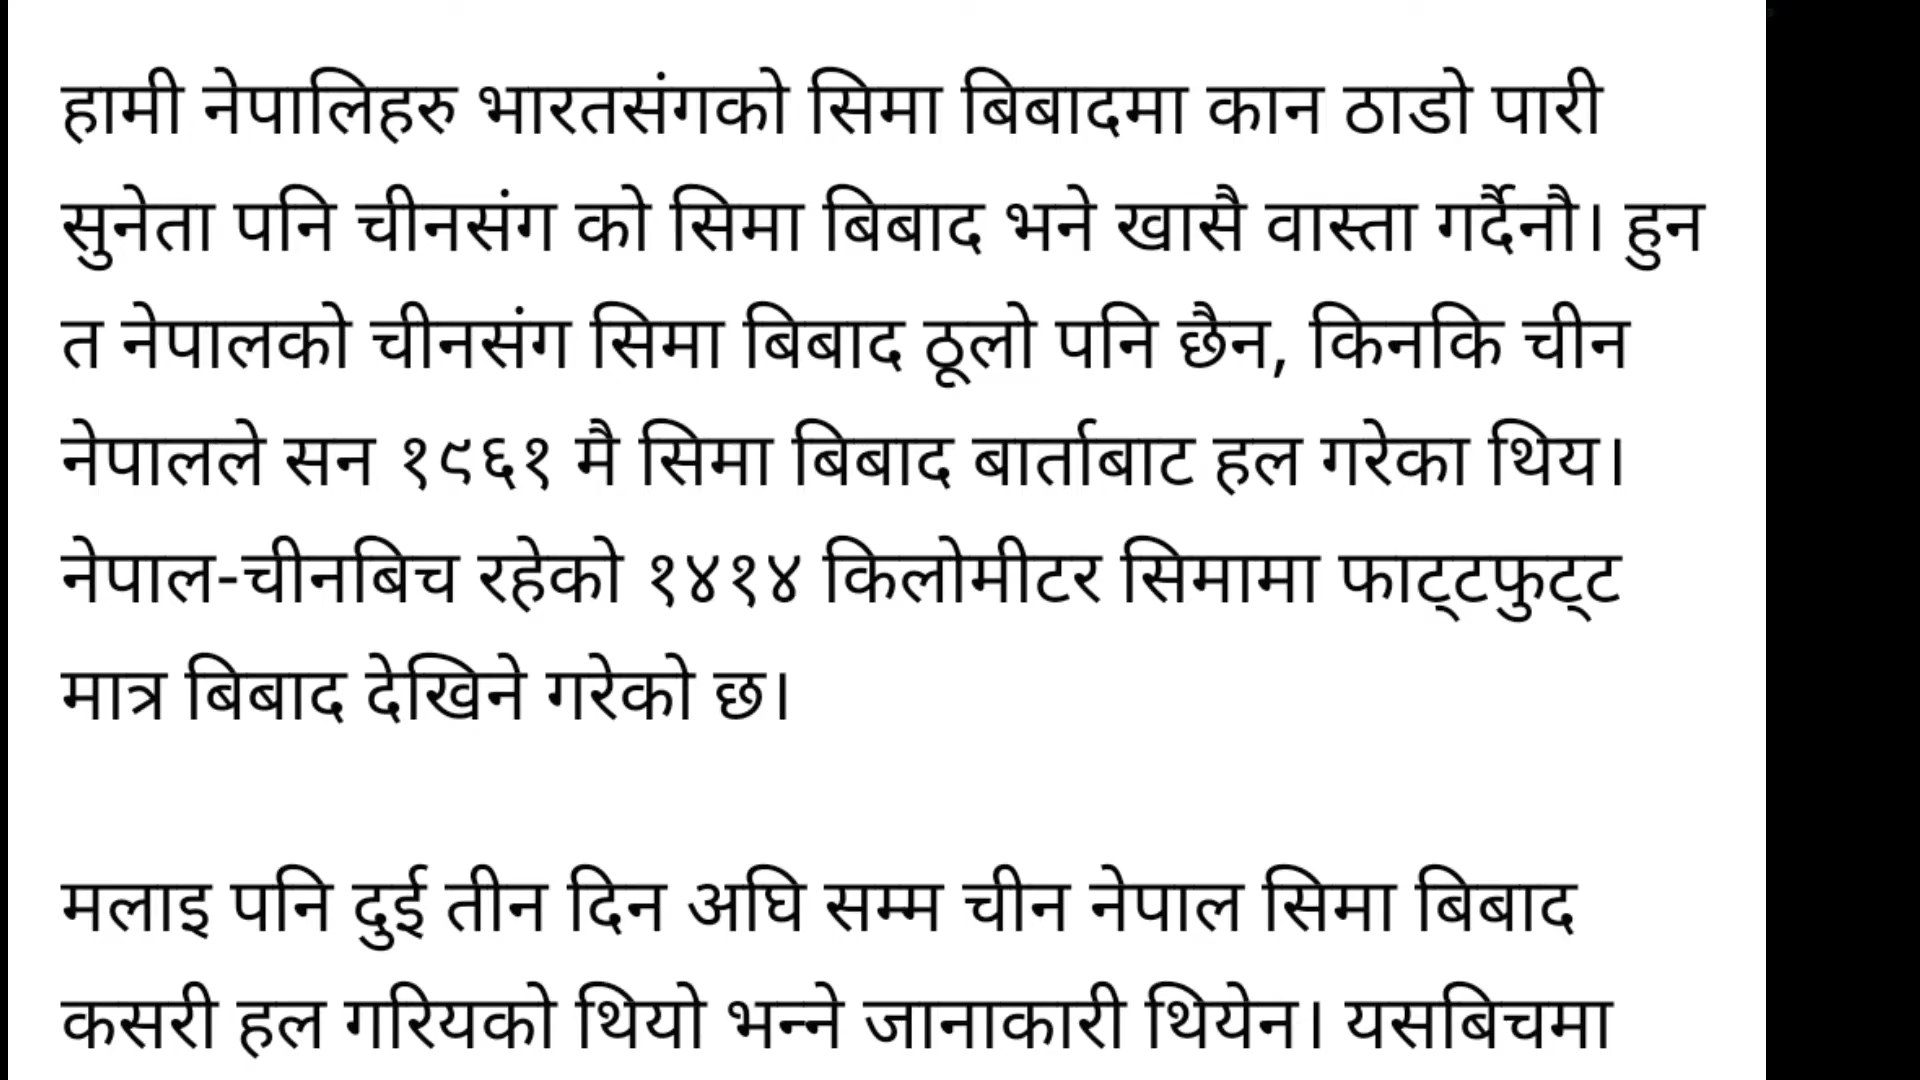 हामी नेपालिहरु भारतसंगको सिमा बिबादमा कान ठाडो पारी
सुनेता पनि चीनसंग को सिमा बिबाद भने खासै वास्ता गर्दैनौ। हुन
त नेपालको चीनसंग सिमा बिबाद ठूलो पनि छैन, किनकि चीन
नेपालले सन १९६१ मै सिमा बिबाद बार्ताबाट हल गरेका थिय।
नेपाल-चीनबिच रहेको १४१४ किलोमीटर सिमामा फाट्टफुट्ट
मात्र बिबाद देखिने गरेको छ।
मलाइ पनि दुई तीन दिन अघि सम्म चीन नेपाल सिमा बिबाद
कसरी हल गरियको थियो भन्ने जानाकारी थियेन। यसबिचमा